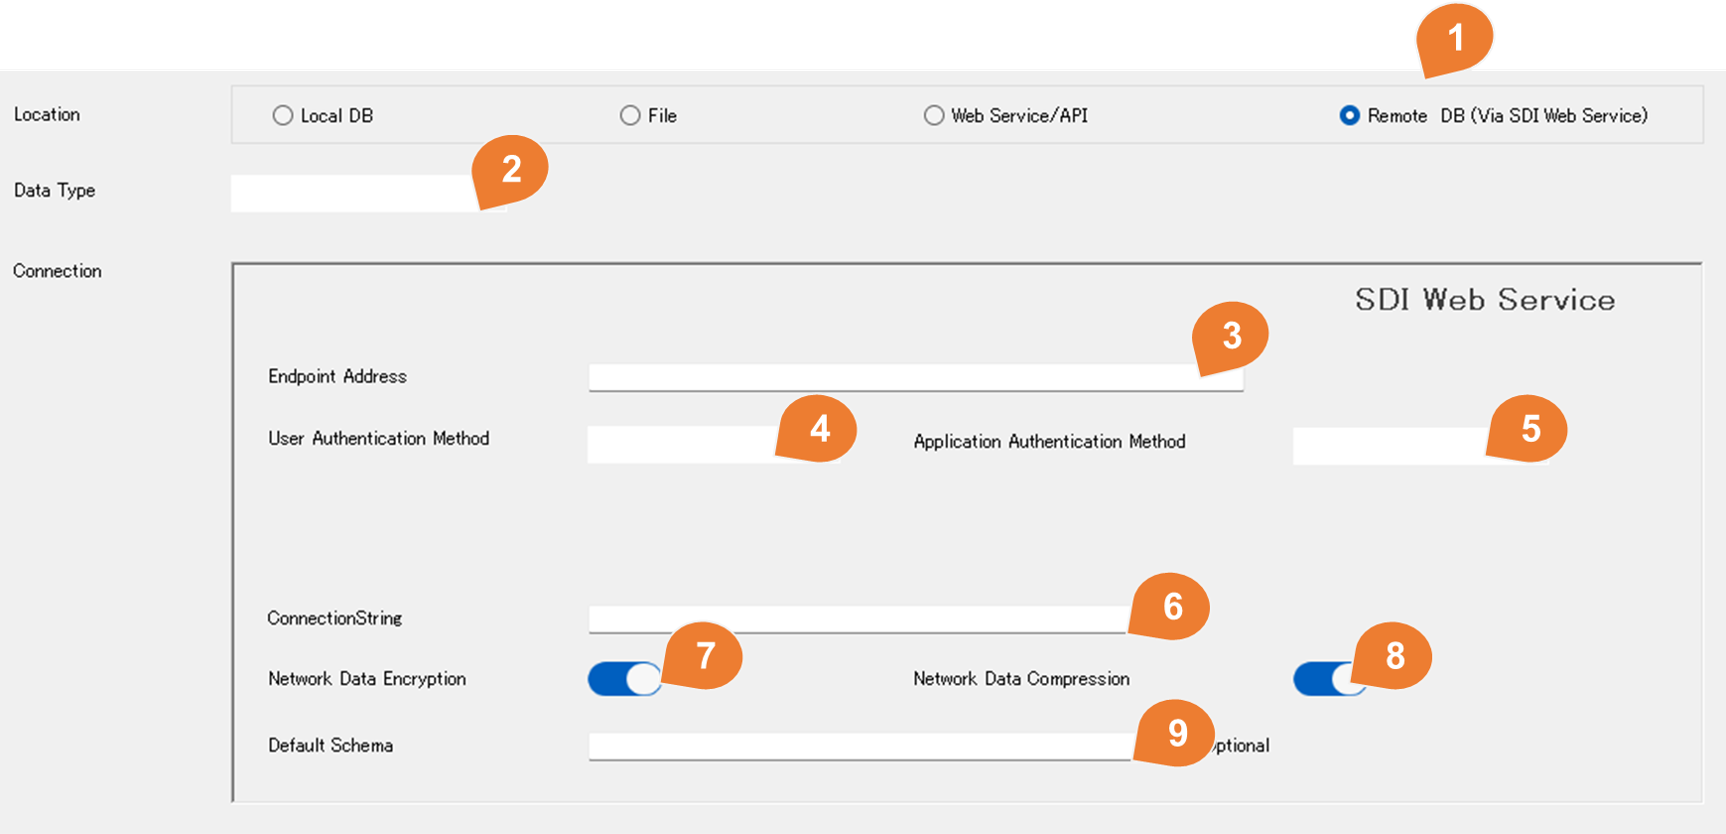 1
Location Local DB File Web Service/API Remote DB (Via SDI Web Service)
2
Data Type
Connection
SDI Web Service
3
Endpoint Address
User Authentication Method 4 Application Authentication Method 5
6
ConnectionString
7 8
Network Data Encryption Network Data Compression
9
Default Schema ptional